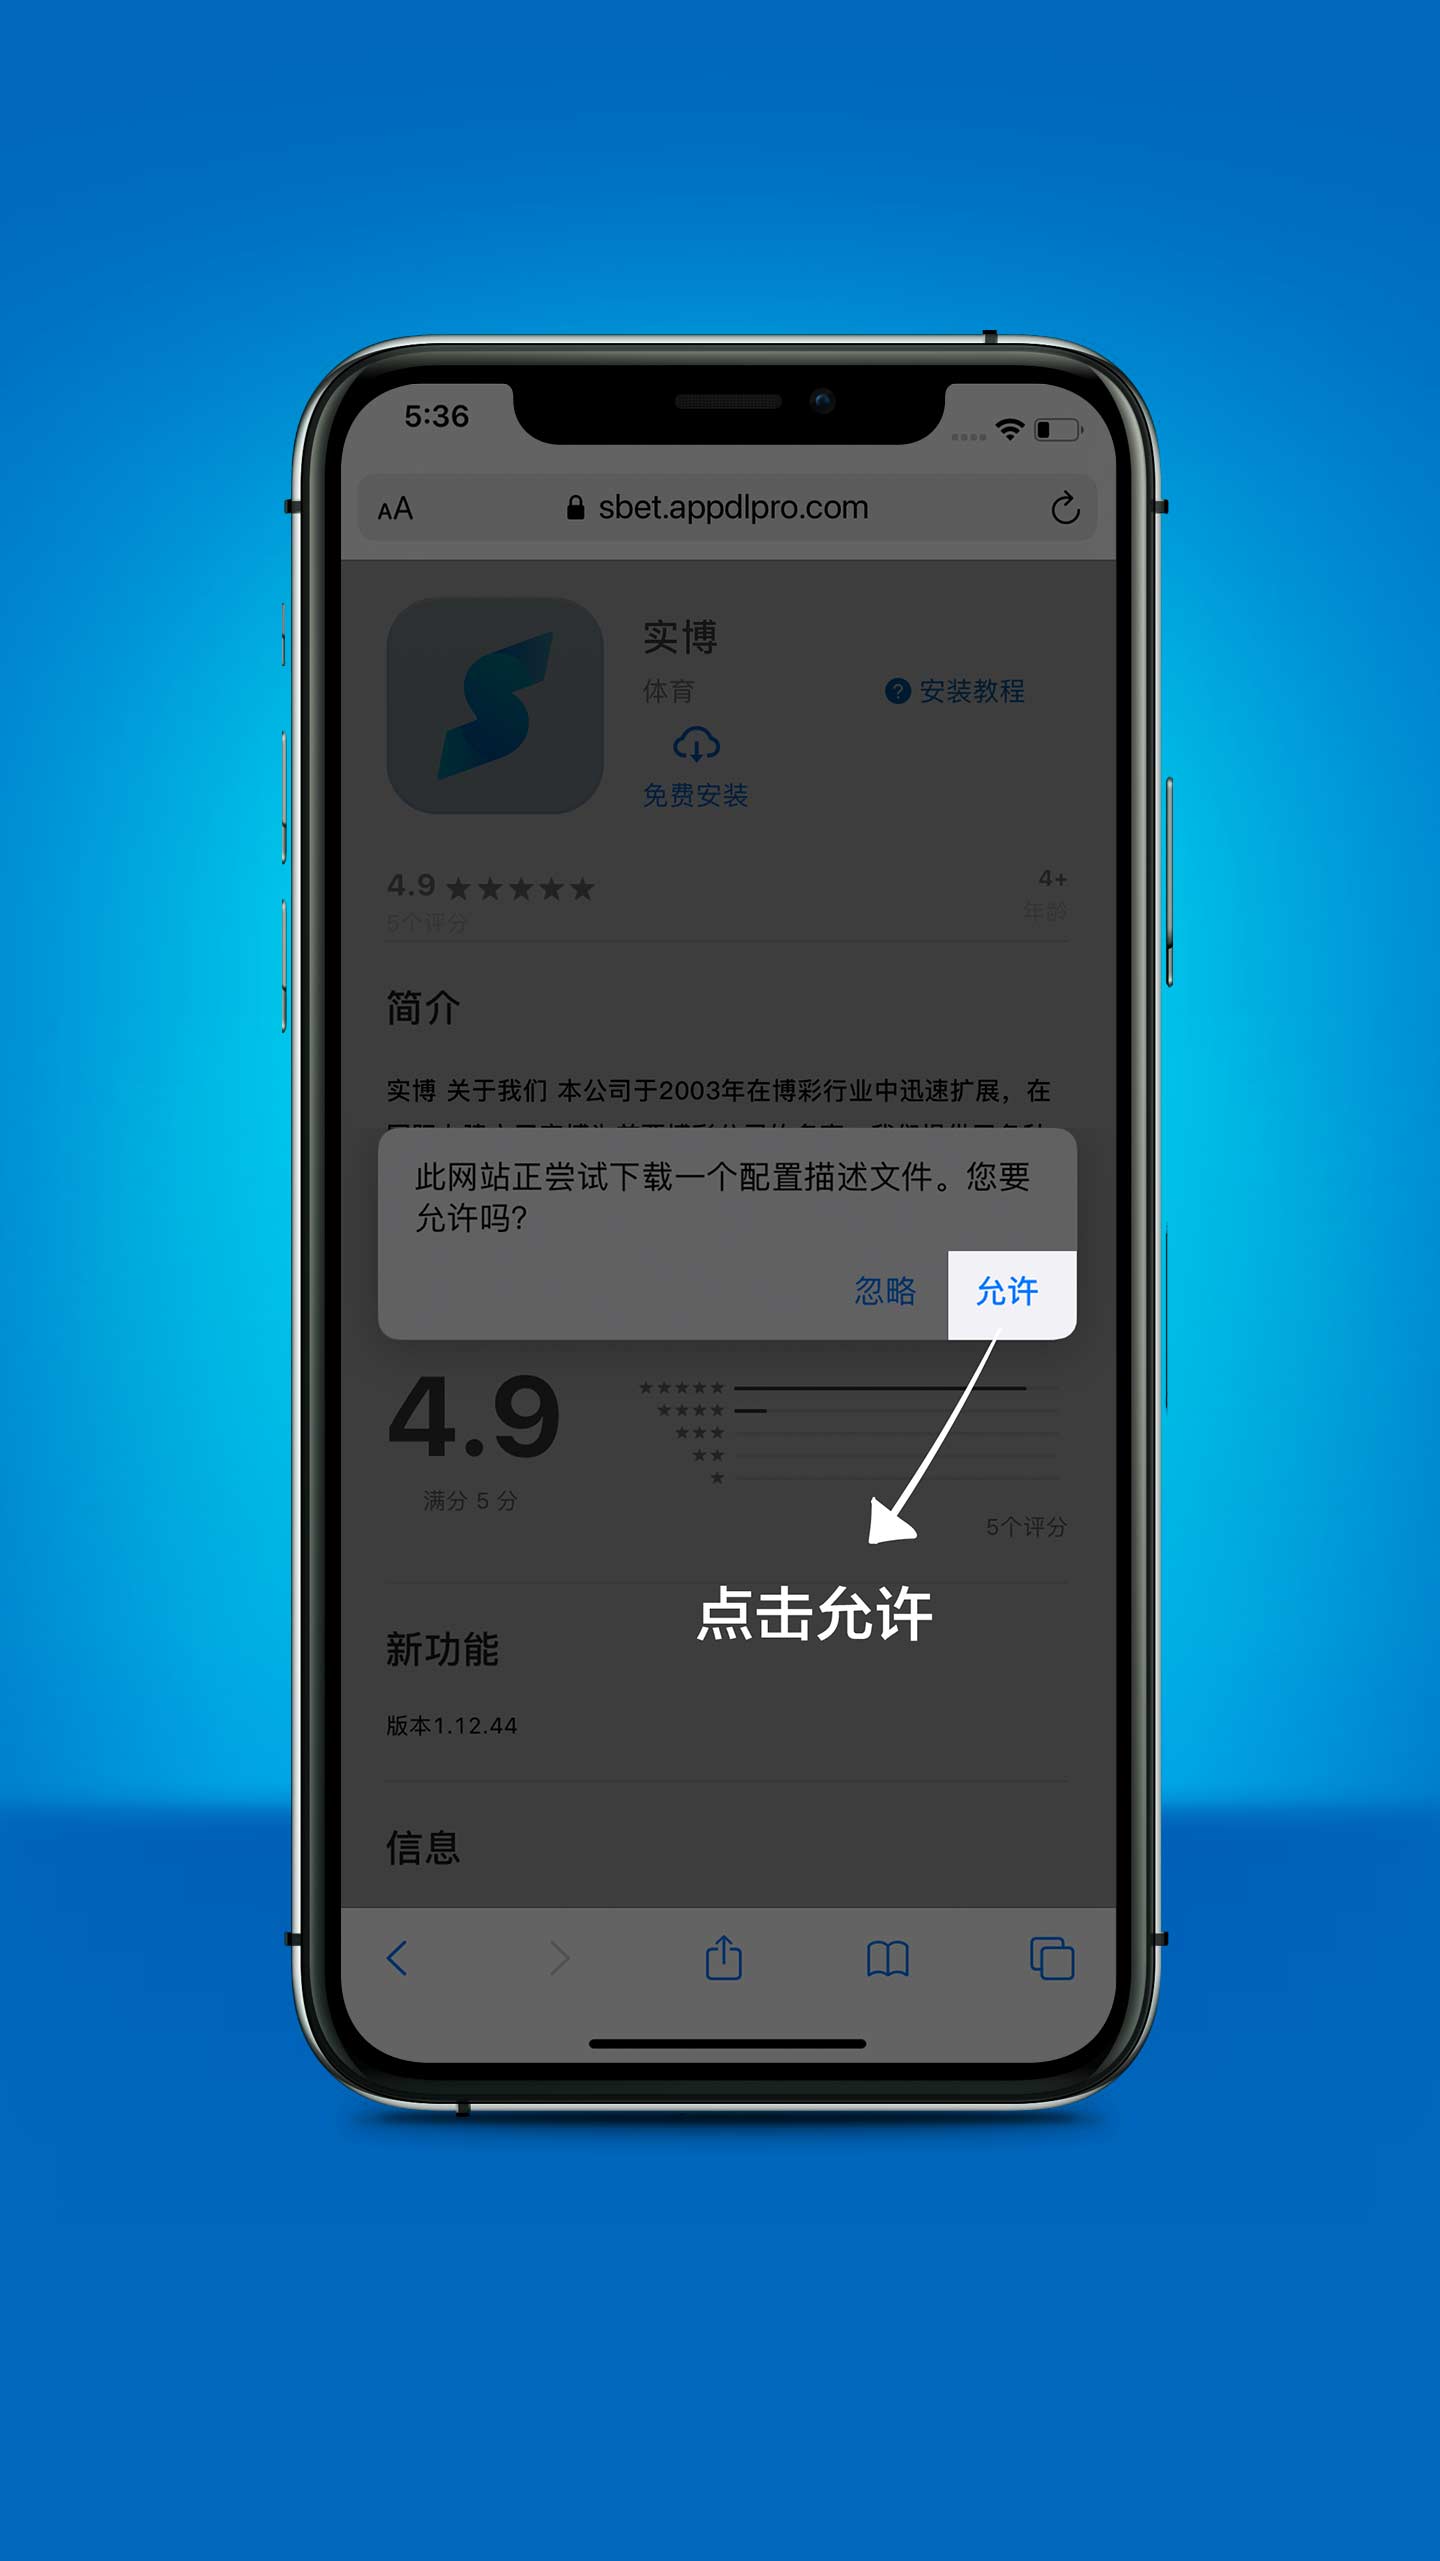 5:36
AA
sbet.appdlpro.com
实博
体育
? 安装教程
免费安装
4.9 ★★★★★
4+
5个评分
年龄
简介
实博 关于我们 本公司于2003年在博彩行业中迅速扩展，在
此网站正尝试下载一个配置描述文件。您要
允许吗？
忽略
允许
4.9
满分 5 分
★★★★★
★★★★
★★★
★★
★
5个评分
点击允许
新功能
版本1.12.44
信息